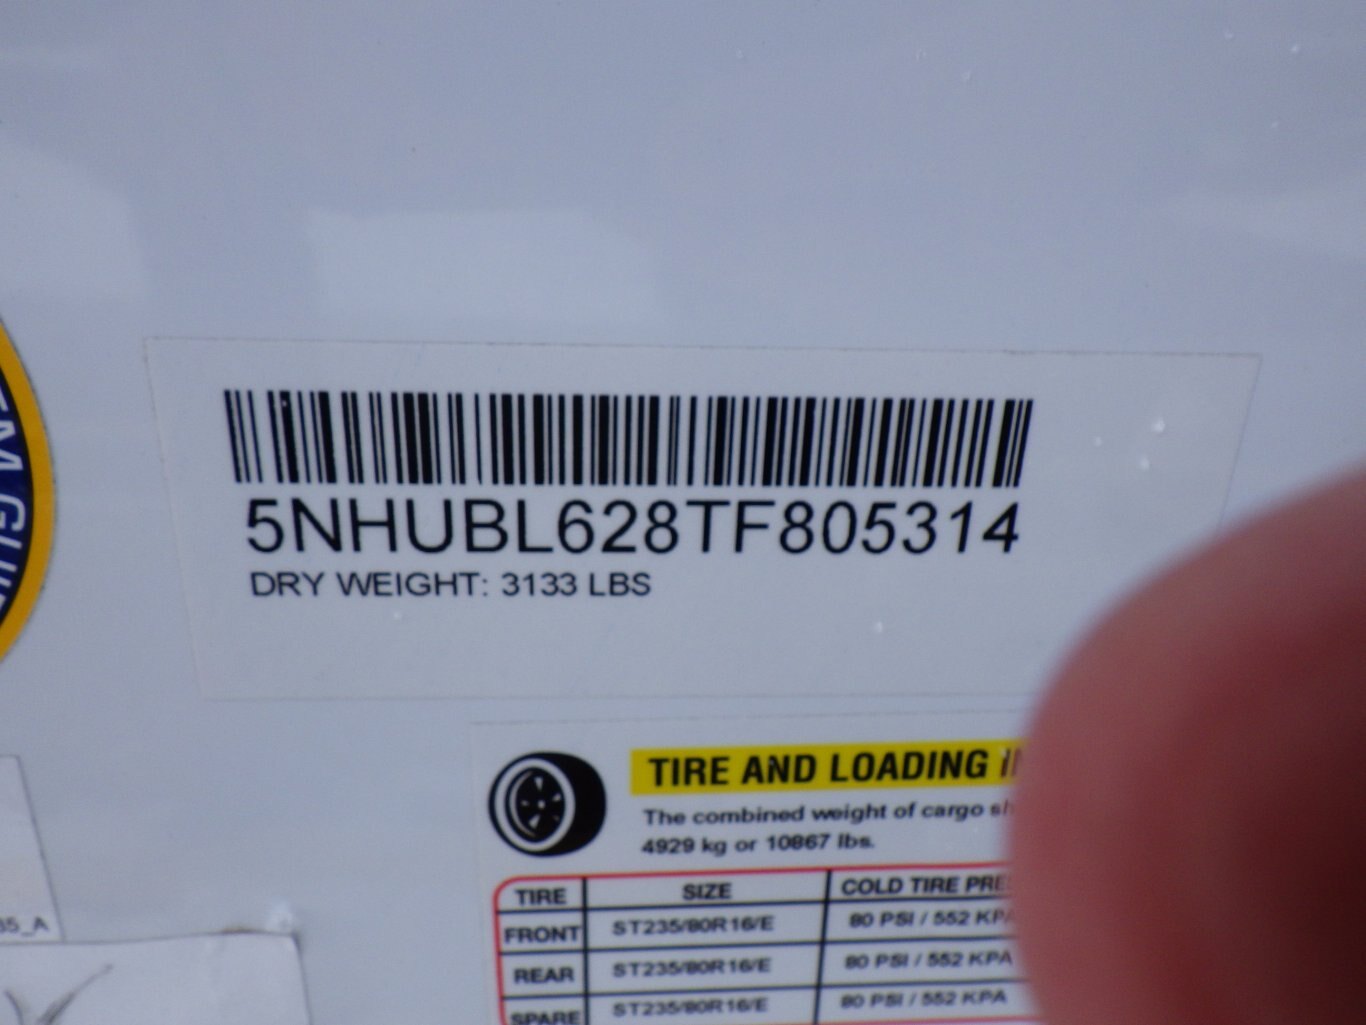 5NHUBL628TF805314
DRY WEIGHT: 3133 LBS
TIRE AND LOADING
The combined weight of cargo
4929 kg or 10867 lbs.
TIRE SIZE COLD TIRE
FRONT ST235/80R16/E 80 PSI / 552 KPA
REAR ST235/80R16/E 80 PSI / 552 KPA
SPARE ST235/80R16/E 80 PSI / 552 KPA
35_A